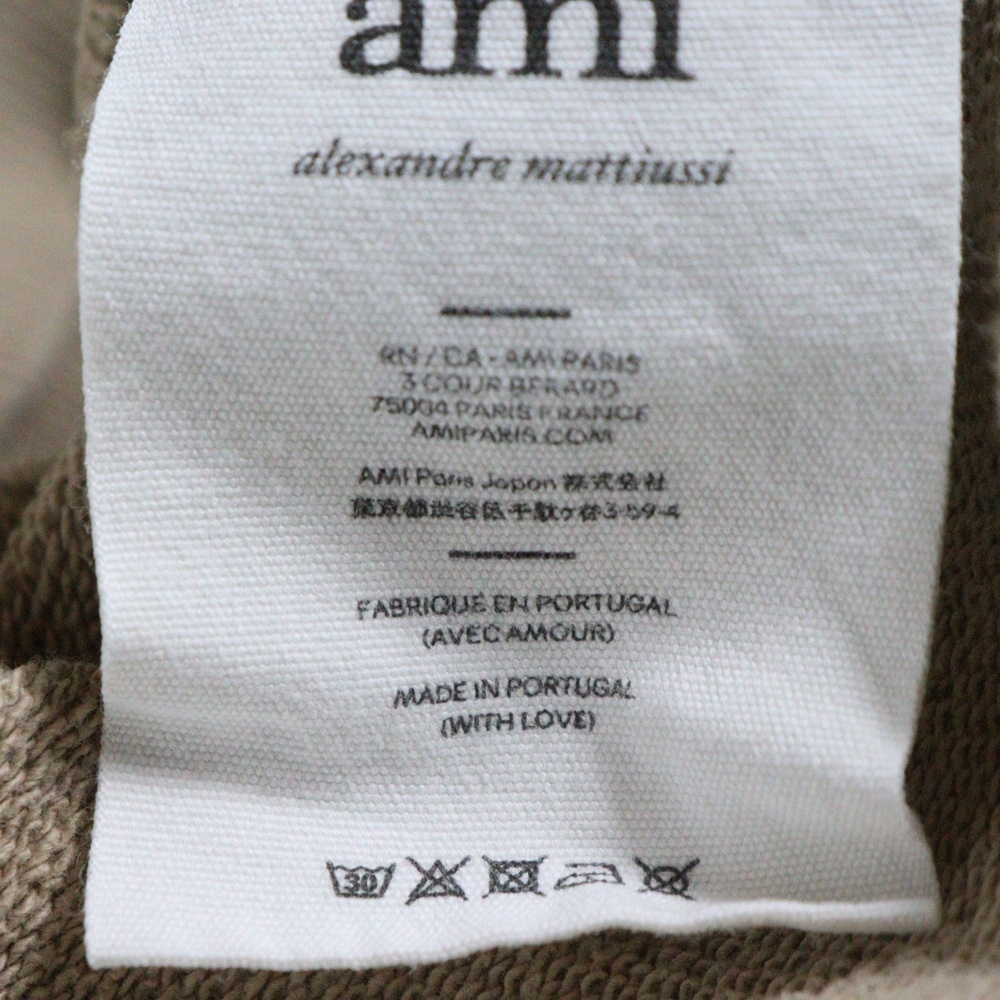 ami
alexandre mattiussi
RN / CA - AMI PARIS
3 COUR BERARD
75004 PARIS FRANCE
AMIPARIS.COM
AMI Paris Japan 株式会社
東京都渋谷区千駄ヶ谷3-59-4
FABRIQUÉ EN PORTUGAL
(AVEC AMOUR)
MADE IN PORTUGAL
(WITH LOVE)
30